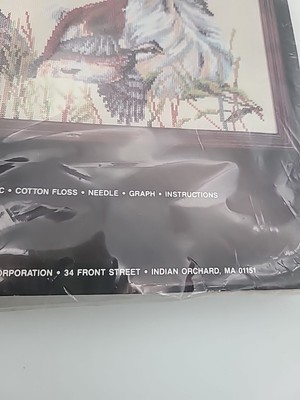 C • COTTON FLOSS • NEEDLE • GRAPH • INSTRUCTIONS
ORPORATION • 34 FRONT STREET • INDIAN ORCHARD, MA 01151